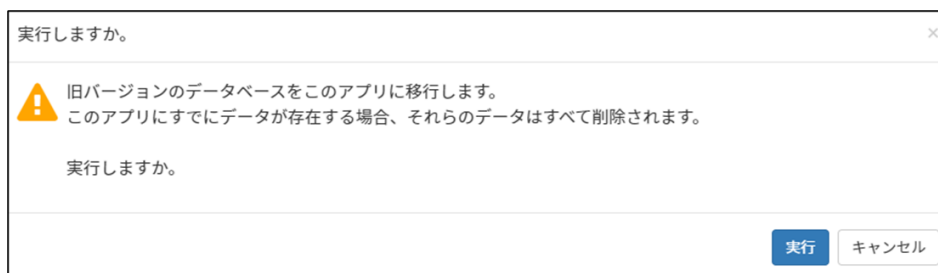 実行しますか。
×
旧バージョンのデータベースをこのアプリに移行します。
このアプリにすでにデータが存在する場合、それらのデータはすべて削除されます。
実行しますか。
実行
キャンセル